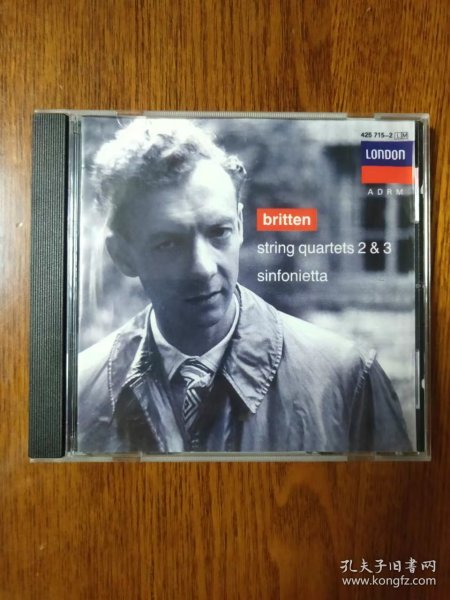 425 715-2 LM
LONDON
ADRM
britten
string quartets 2 & 3
sinfonietta
孔夫子旧书网
www.kongfz.com